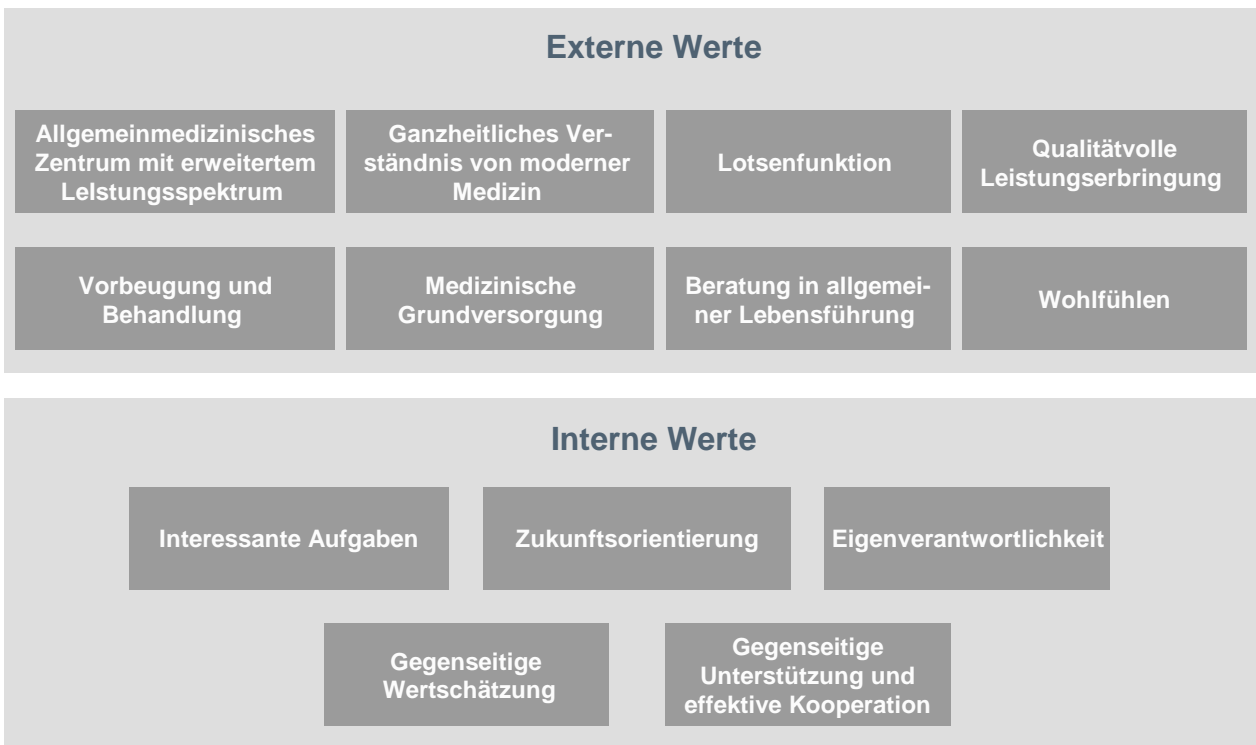 Externe Werte
Allgemeinmedizinisches
Zentrum mit erweitertem
Lelstungsspektrum
Ganzheitliches Ver-
ständnis von moderner
Medizin
Lotsenfunktion
Qualitätvolle
Leistungserbringung
Vorbeugung und
Behandlung
Medizinische
Grundversorgung
Beratung in allgemei-
ner Lebensführung
Wohlfühlen
Interne Werte
Interessante Aufgaben
Zukunftsorientierung
Eigenverantwortlichkeit
Gegenseitige
Wertschätzung
Gegenseitige
Unterstützung und
effektive Kooperation